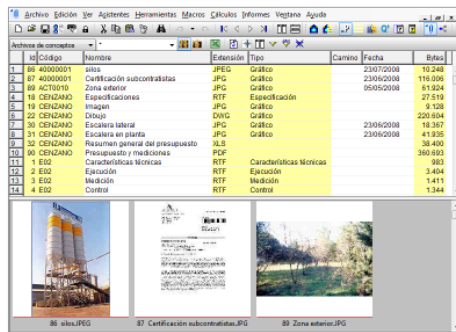 Archivo Edición Ver Agistentes Herramientas Macros Cálculos Informes Ventana Ayuda
Archivos de conceptos
Id Código Nombre Extensión Tipo Camino Fecha Bytes
1 86 40000001 silos JPEG Gráfico 23/07/2008 10.248
2 87 40000001 Certificación subcontratistas JPG Gráfico 23/06/2008 116.006
3 89 ACT0010 Zona exterior JPG Gráfico 05/05/2008 61.924
4 18 CENZANO Especificaciones RTF Especificación 27.519
5 19 CENZANO Imagen JPG Gráfico 9.128
6 22 CENZANO Dibujo DWG Gráfico 220.604
7 30 CENZANO Escalera lateral JPG Gráfico 23/06/2008 18.367
8 31 CENZANO Escalera en planta JPG Gráfico 23/06/2008 41.935
9 32 CENZANO Resumen general del presupuesto XLS 38.400
10 90 CENZANO Presupuesto y mediciones PDF 360.693
11 1 E02 Características técnicas RTF Características técnicas 983
12 2 E02 Ejecución RTF Ejecución 3.404
13 3 E02 Medición RTF Medición 1.411
14 4 E02 Control RTF Control 1.344
86 silos.JPEG 87 Certificación subcontratistas.JPG 89 Zona exterior.JPG